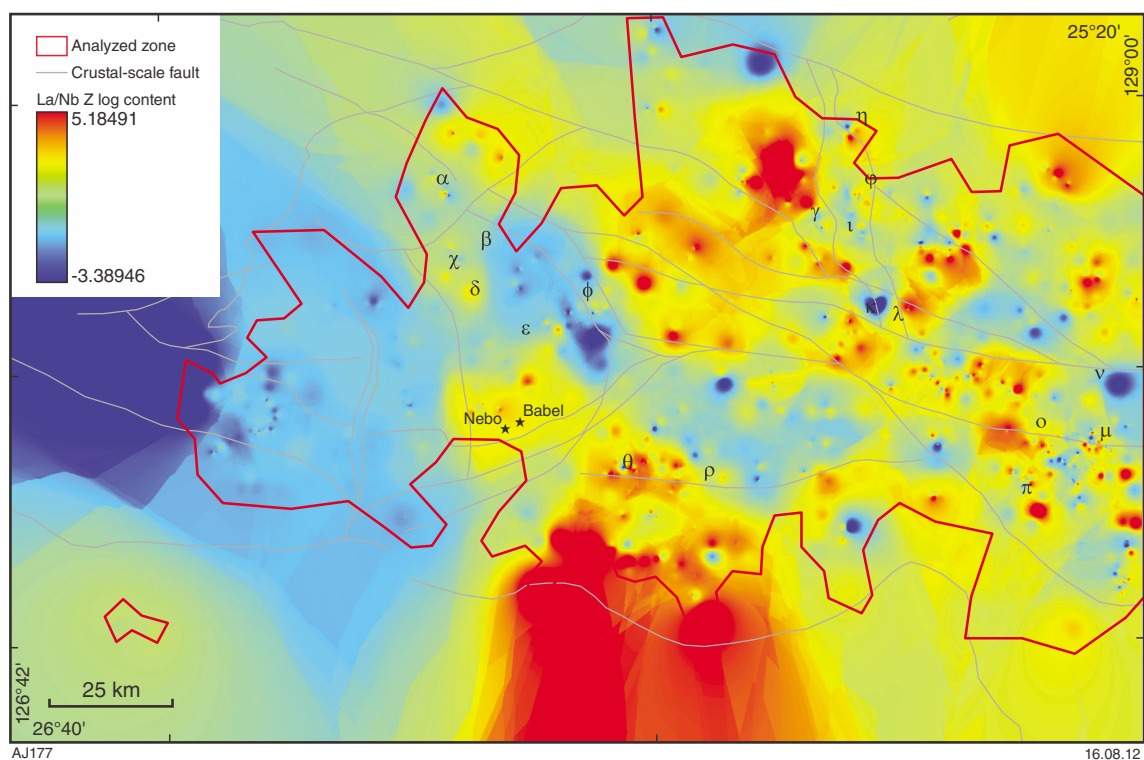 Analyzed zone
Crustal-scale fault
La/Nb Z log content
5.18491
-3.38946
25°20'
129°00'
η
α
φ
γ
ι
β
χ
δ
ϕ
κ
λ
ε
ν
Nebo
Babel
ο
μ
θ
ρ
π
126°42'
25 km
26°40'
AJ177
16.08.12